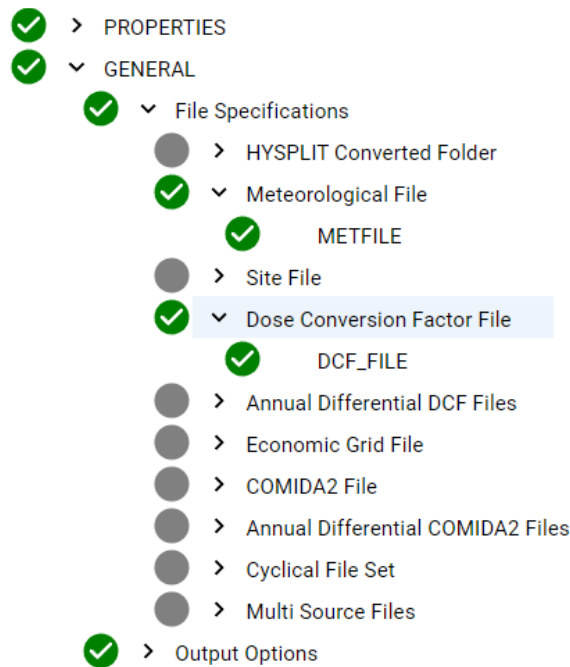 PROPERTIES
GENERAL
File Specifications
HYSPLIT Converted Folder
Meteorological File
METFILE
Site File
Dose Conversion Factor File
DCF_FILE
Annual Differential DCF Files
Economic Grid File
COMIDA2 File
Annual Differential COMIDA2 Files
Cyclical File Set
Multi Source Files
Output Options